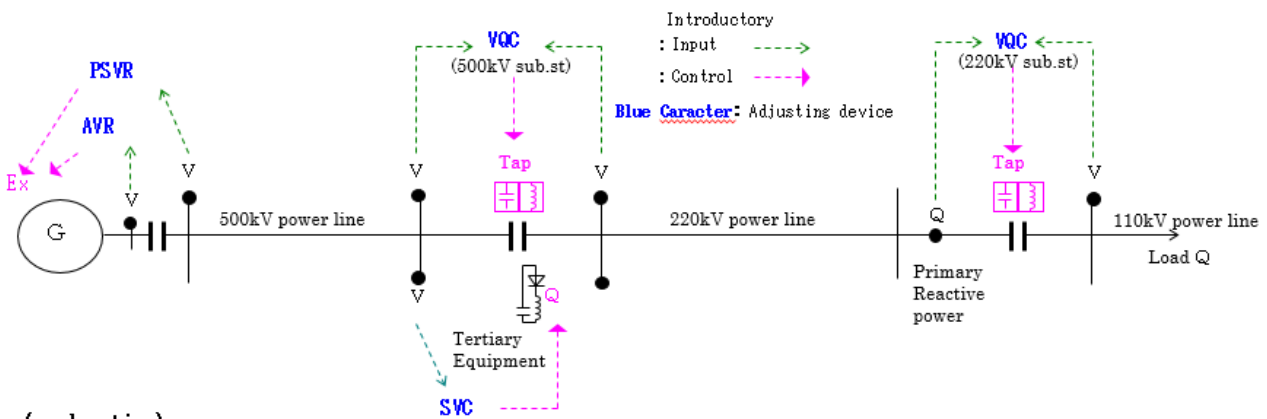 Introductory
: Input
: Control
Blue Caracter: Adjusting device
PSVR
AVR
Ex
G
V
V
500kV power line
VQC
(500kV sub.st)
V
V
Tap
V
Q
Tertiary
Equipment
SVC
220kV power line
VQC
(220kV sub.st)
Q
V
Tap
Primary
Reactive
power
110kV power line
Load Q